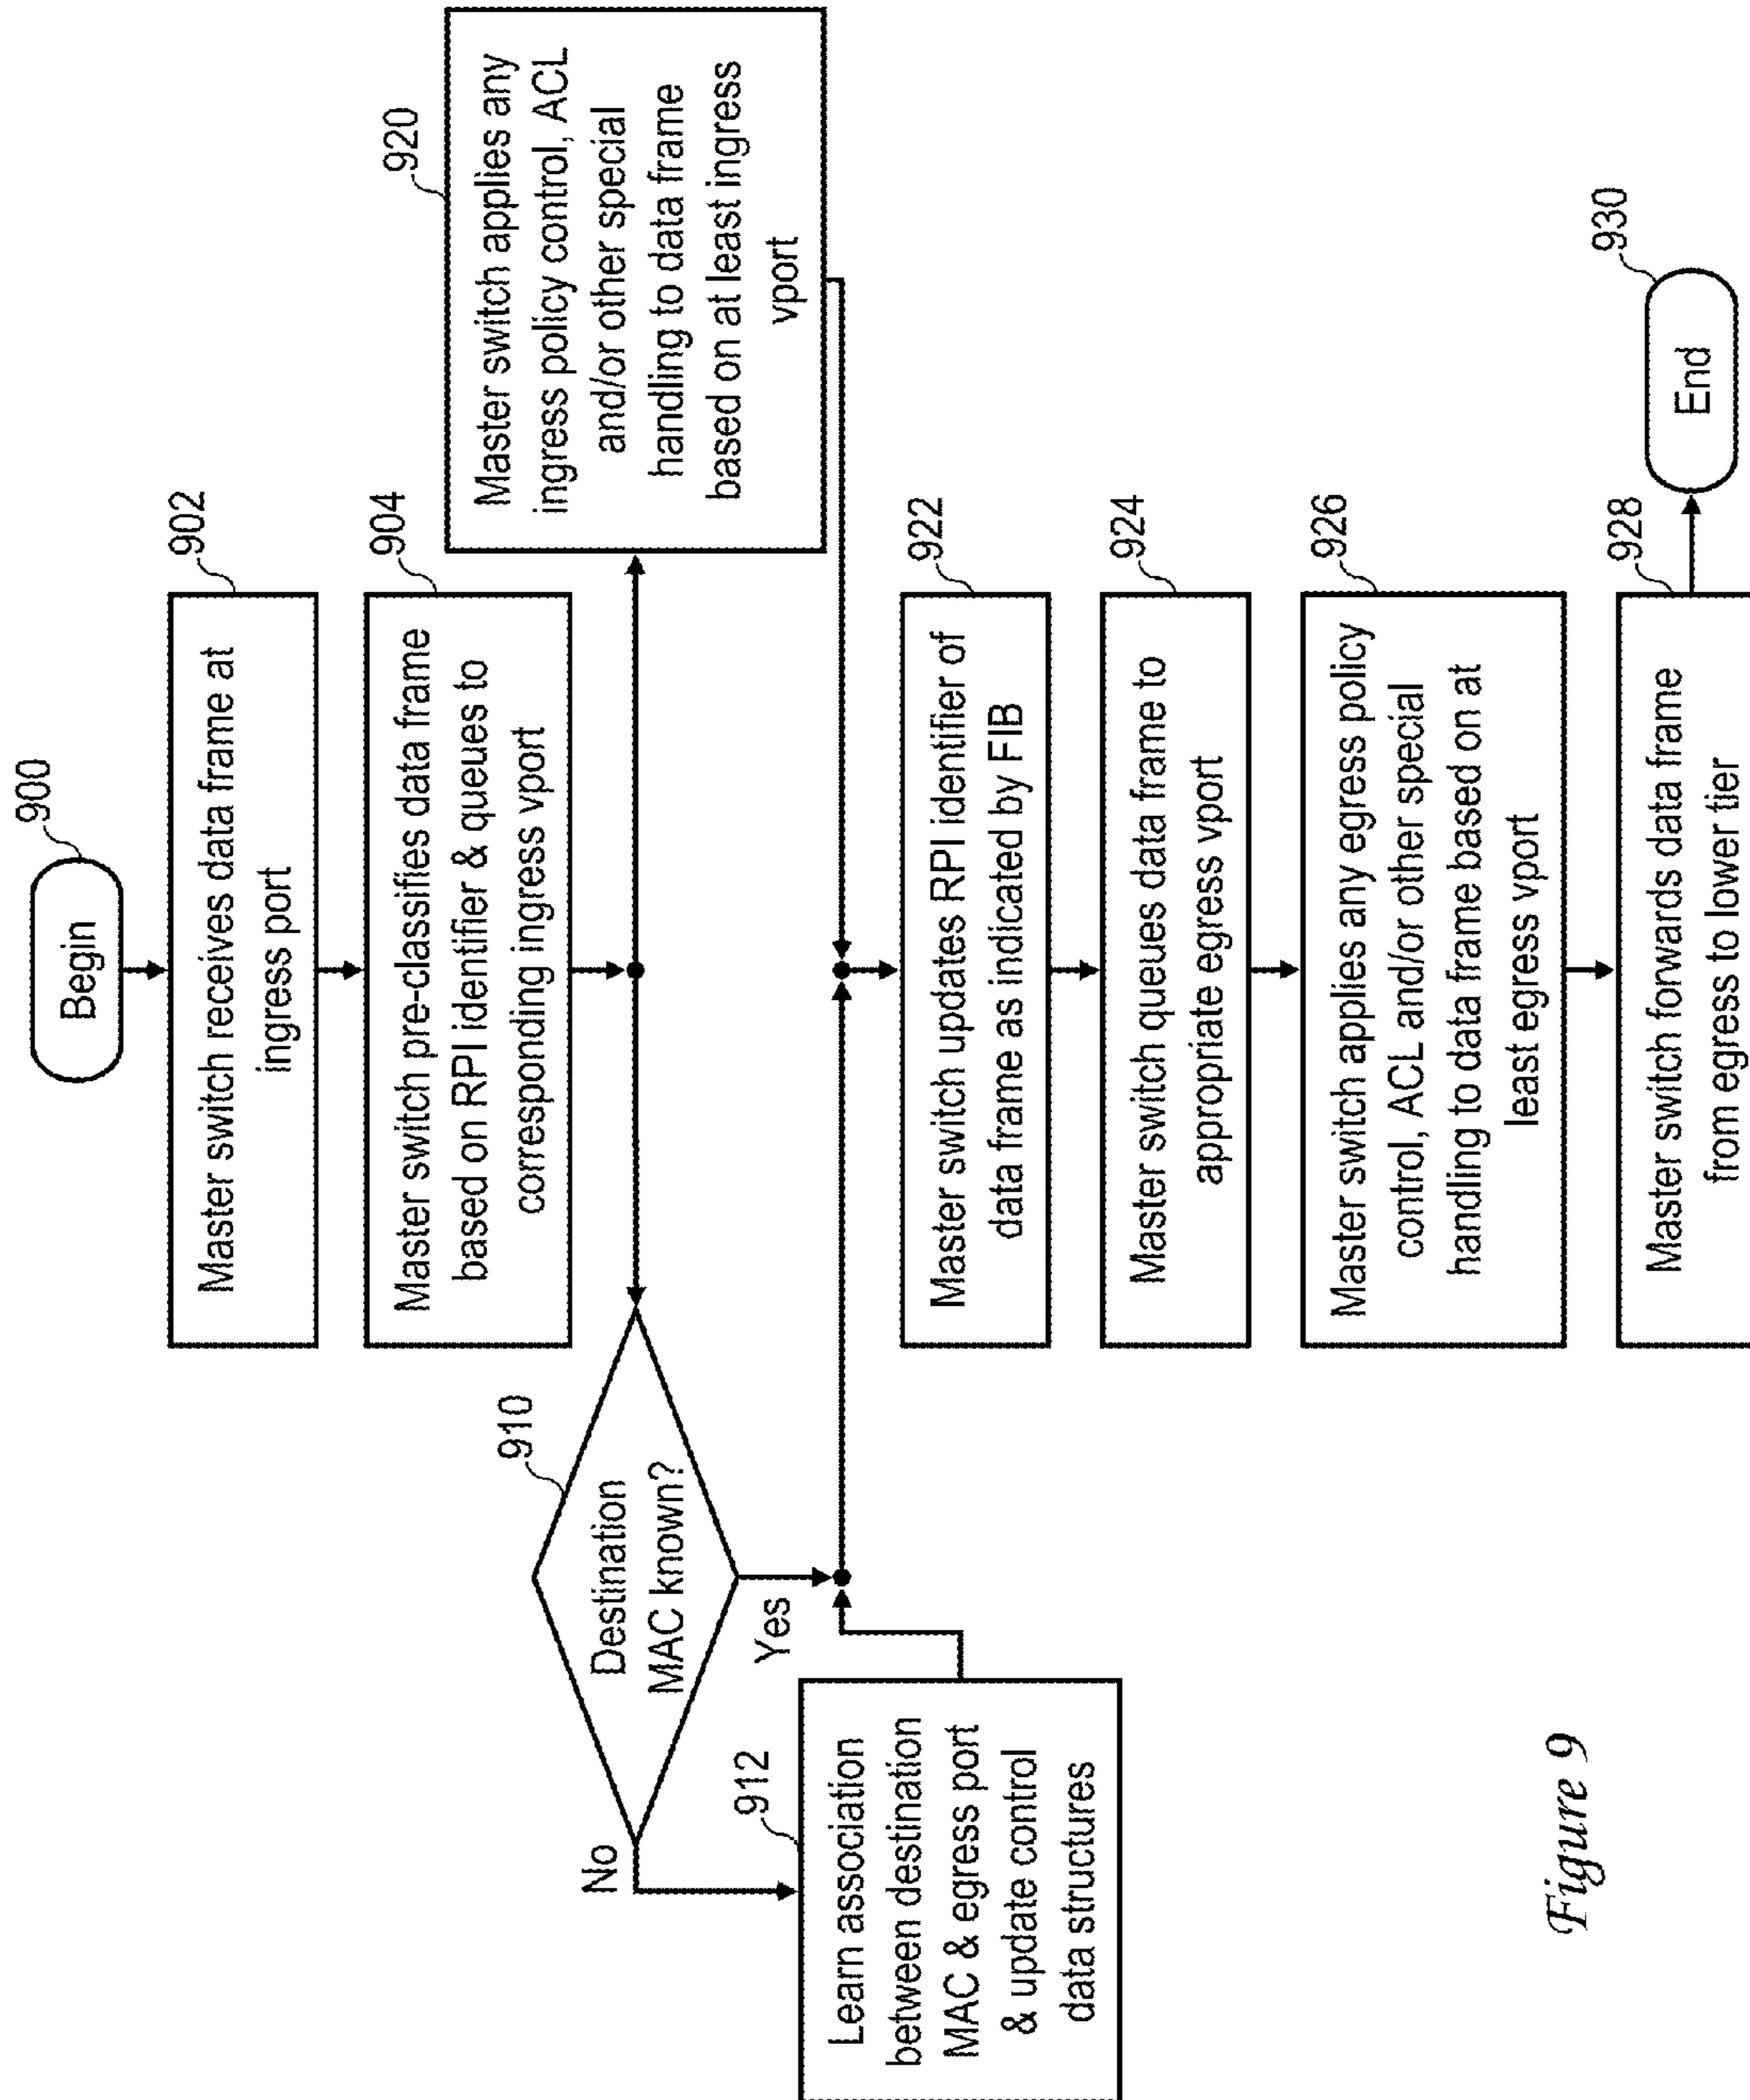 900
Begin
902
Master switch receives data frame at
ingress port
904
Master switch pre-classifies data frame
based on RPI identifier & queues to
corresponding ingress vport
910
Destination
MAC known?
No
Yes
912
Learn association
between destination
MAC & egress port
& update control
data structures
920
Master switch applies any
ingress policy control, ACL
and/or other special
handling to data frame
based on at least ingress
vport
922
Master switch updates RPI identifier of
data frame as indicated by FIB
924
Master switch queues data frame to
appropriate egress vport
926
Master switch applies any egress policy
control, ACL and/or other special
handling to data frame based on at
least egress vport
928
Master switch forwards data frame
from egress to lower tier
930
End
Figure 9